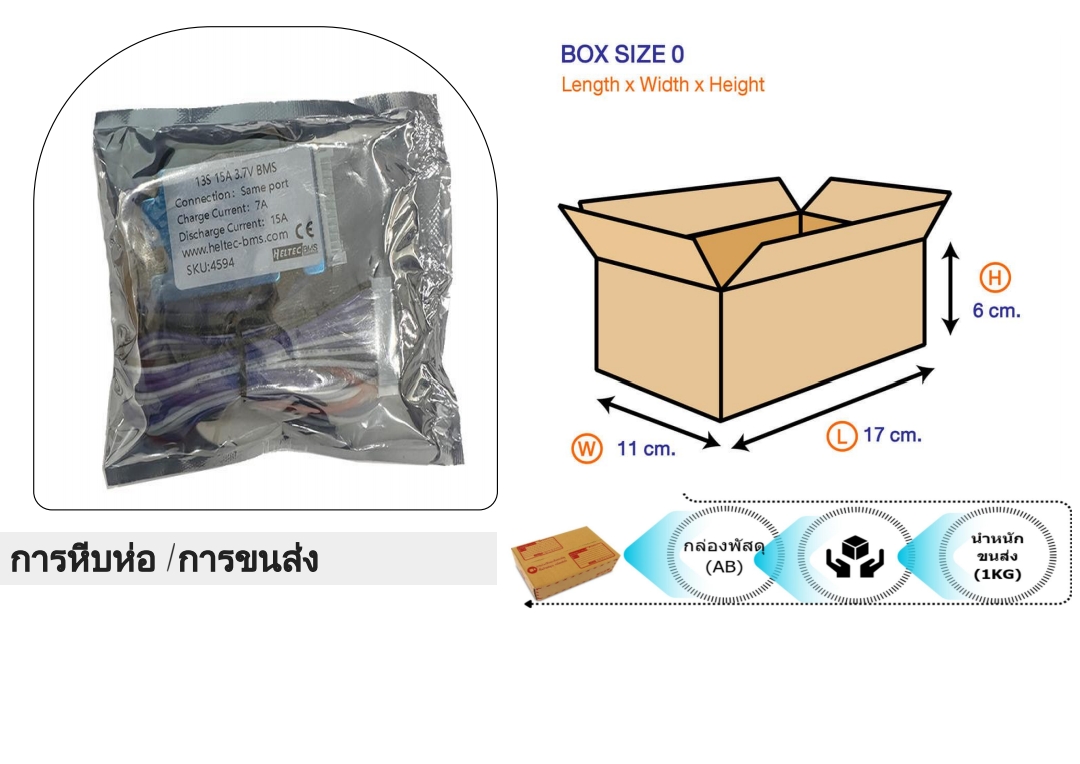 13S 15A 3.7V BMS
Connection: Same port
Charge Current: 7A
Discharge Current: 15A
www.heltec-bms.com CE
HELTEC BMS
SKU:4594
BOX SIZE 0
Length x Width x Height
H
6 cm.
W 11 cm.
L 17 cm.
การหีบห่อ /การขนส่ง
กล่องพัสดุ
(AB)
น้ำหนัก
ขนส่ง
(1KG)